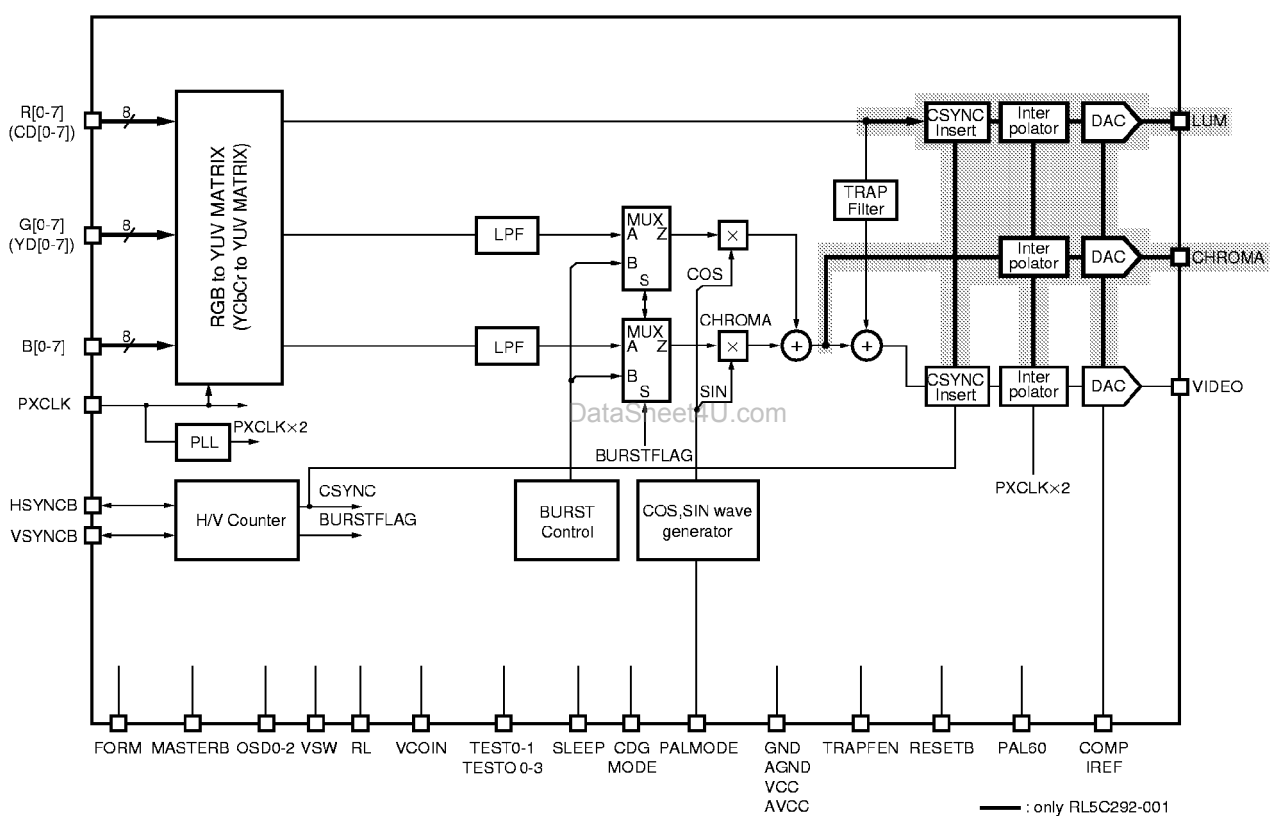 R[0-7]
(CD[0-7])
8
G[0-7]
(YD[0-7])
8
B[0-7]
8
RGB to YUV MATRIX
(YCbCr to YUV MATRIX)
PXCLK
PLL
PXCLK×2
HSYNCB
VSYNCB
H/V Counter
CSYNC
BURSTFLAG
LPF
LPF
MUX
A Z
B
S
MUX
A Z
B
S
BURSTFLAG
BURST
Control
COS,SIN wave
generator
COS
SIN
×
×
CHROMA
+
+
TRAP
Filter
CSYNC
Insert
Inter
polator
DAC
LUM
Inter
polator
DAC
CHROMA
CSYNC
Insert
Inter
polator
DAC
VIDEO
PXCLK×2
DataSheet4U.com
FORM
MASTERB
OSD0-2
VSW
RL
VCOIN
TEST0-1
TESTO 0-3
SLEEP
CDG
MODE
PALMODE
GND
AGND
VCC
AVCC
TRAPFEN
RESETB
PAL60
COMP
IREF
: only RL5C292-001